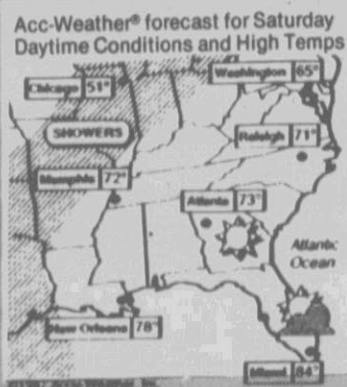 Acc-Weather® forecast for Saturday
Daytime Conditions and High Temps
Washington 65°
Chicago 51°
SHOWERS
Raleigh 71°
Memphis 72°
Atlanta 73°
Atlantic
Ocean
New Orleans 78°
Miami 84°